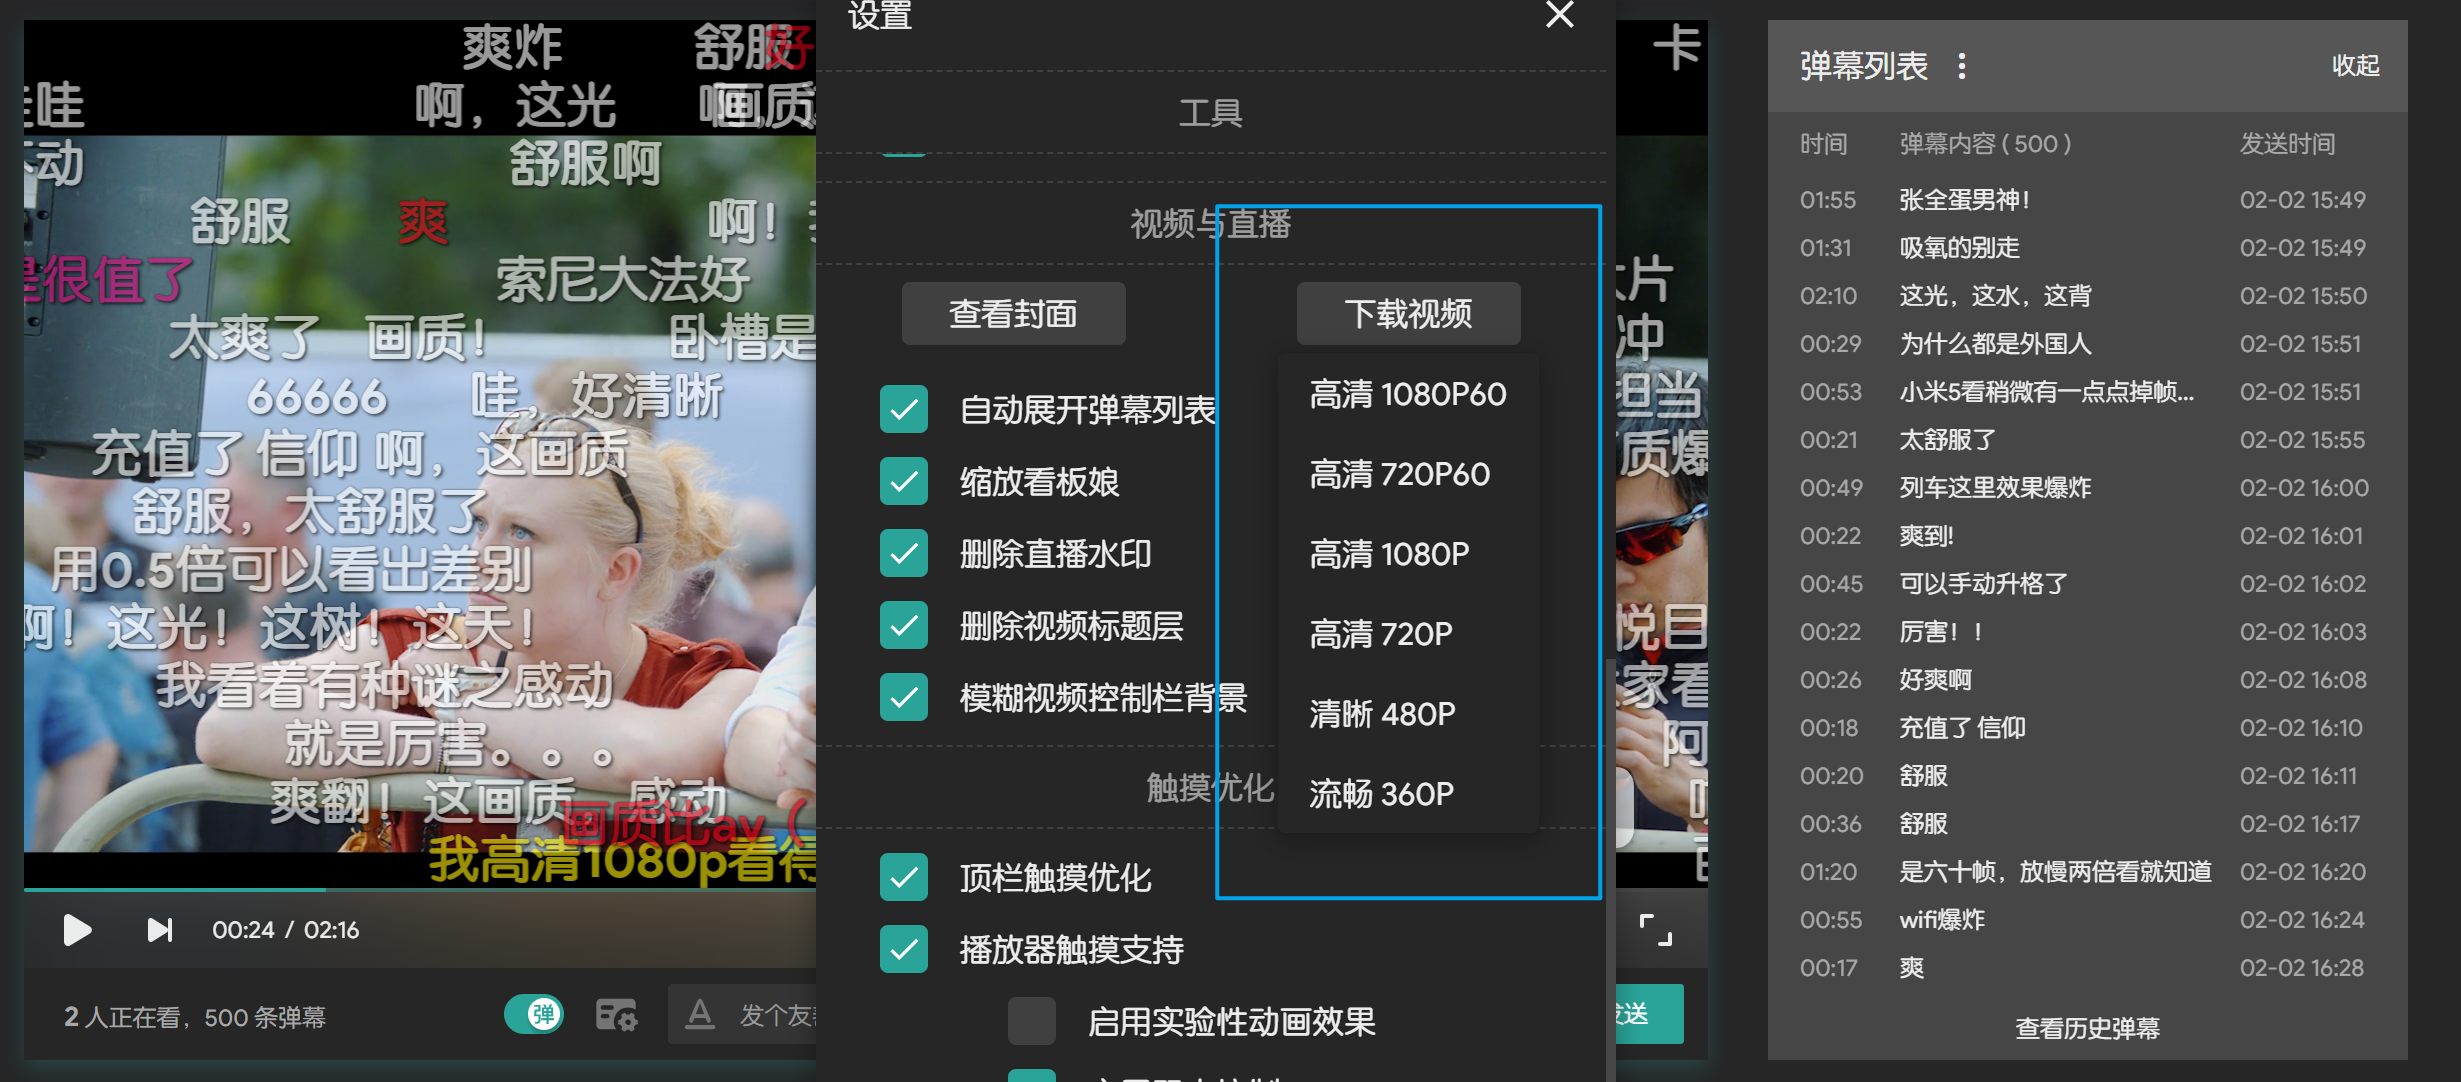 爽炸
舒服
好
哇
啊，这光
画质
动
舒服啊
舒服
爽
啊！
是很值了
索尼大法好
太爽了
画质！
卧槽是
66666
哇，好清晰
充值了 信仰
啊，这画质
舒服，太舒服了
用0.5倍可以看出差别
啊！这光！这树！这天！
我看着有种谜之感动
就是厉害。。。
爽翻！这画质，感动
画质比av（
我高清1080p看得
00:24 / 02:16
2 人正在看，500 条弹幕
弹
发个友
设置
工具
视频与直播
查看封面
下载视频
自动展开弹幕列表
缩放看板娘
删除直播水印
删除视频标题层
模糊视频控制栏背景
高清 1080P60
高清 720P60
高清 1080P
高清 720P
清晰 480P
流畅 360P
触摸优化
顶栏触摸优化
播放器触摸支持
启用实验性动画效果
卡
片
冲
担当
质爆
悦目
家看
阿
送
弹幕列表
收起
时间 弹幕内容 ( 500 ) 发送时间
01:55 张全蛋男神！ 02-02 15:49
01:31 吸氧的别走 02-02 15:49
02:10 这光，这水，这背 02-02 15:50
00:29 为什么都是外国人 02-02 15:51
00:53 小米5看稍微有一点点掉帧... 02-02 15:51
00:21 太舒服了 02-02 15:55
00:49 列车这里效果爆炸 02-02 16:00
00:22 爽到! 02-02 16:01
00:45 可以手动升格了 02-02 16:02
00:22 厉害！！ 02-02 16:03
00:26 好爽啊 02-02 16:08
00:18 充值了 信仰 02-02 16:10
00:20 舒服 02-02 16:11
00:36 舒服 02-02 16:17
01:20 是六十帧，放慢两倍看就知道 02-02 16:20
00:55 wifi爆炸 02-02 16:24
00:17 爽 02-02 16:28
查看历史弹幕